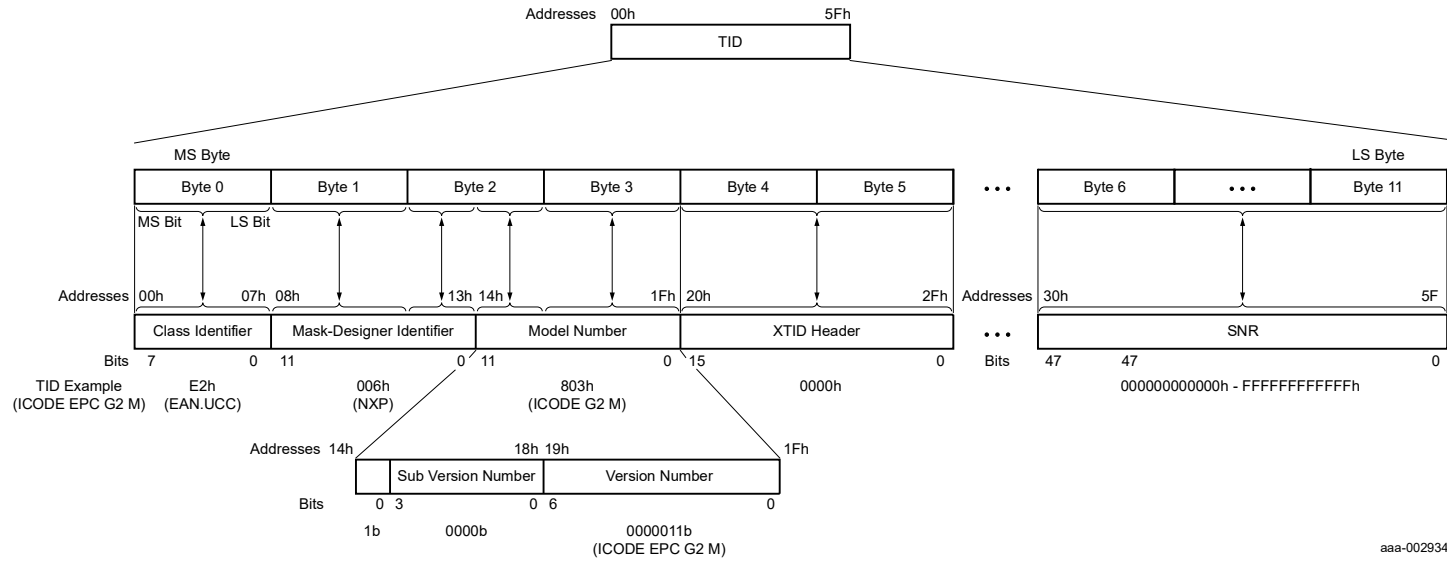 Addresses 00h 5Fh
TID
MS Byte LS Byte
Byte 0 Byte 1 Byte 2 Byte 3 Byte 4 Byte 5 ••• Byte 6 ••• Byte 11
MS Bit LS Bit
Addresses 00h 07h 08h 13h 14h 1Fh 20h 2Fh Addresses 30h 5F
Class Identifier Mask-Designer Identifier Model Number XTID Header ••• SNR
Bits 7 0 11 0 11 0 15 0 Bits 47 47 0
TID Example E2h 006h 803h 0000h 000000000000h - FFFFFFFFFFFFh
(ICODE EPC G2 M) (EAN.UCC) (NXP) (ICODE G2 M)
Addresses 14h 18h 19h 1Fh
Sub Version Number Version Number
Bits 0 3 0 6 0
1b 0000b 0000011b
(ICODE EPC G2 M)
aaa-002934